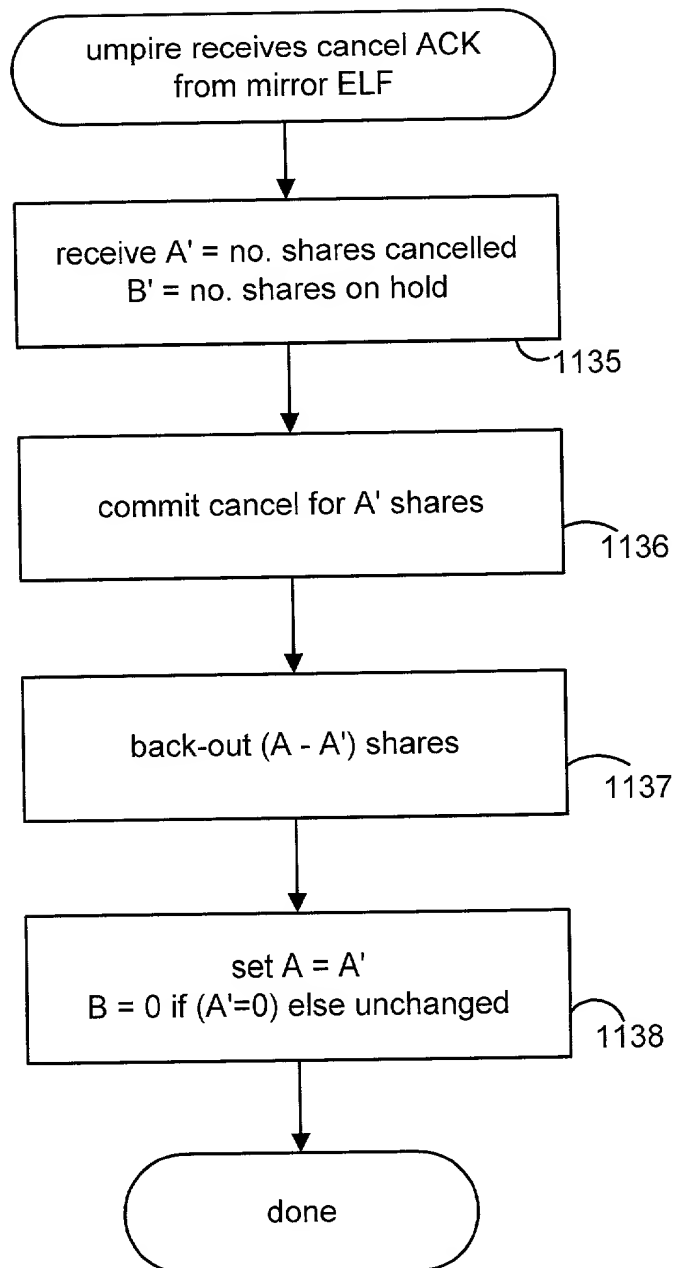 umpire receives cancel ACK
from mirror ELF
receive A' = no. shares cancelled
B' = no. shares on hold
1135
commit cancel for A' shares
1136
back-out (A - A') shares
1137
set A = A'
B = 0 if (A'=0) else unchanged
1138
done